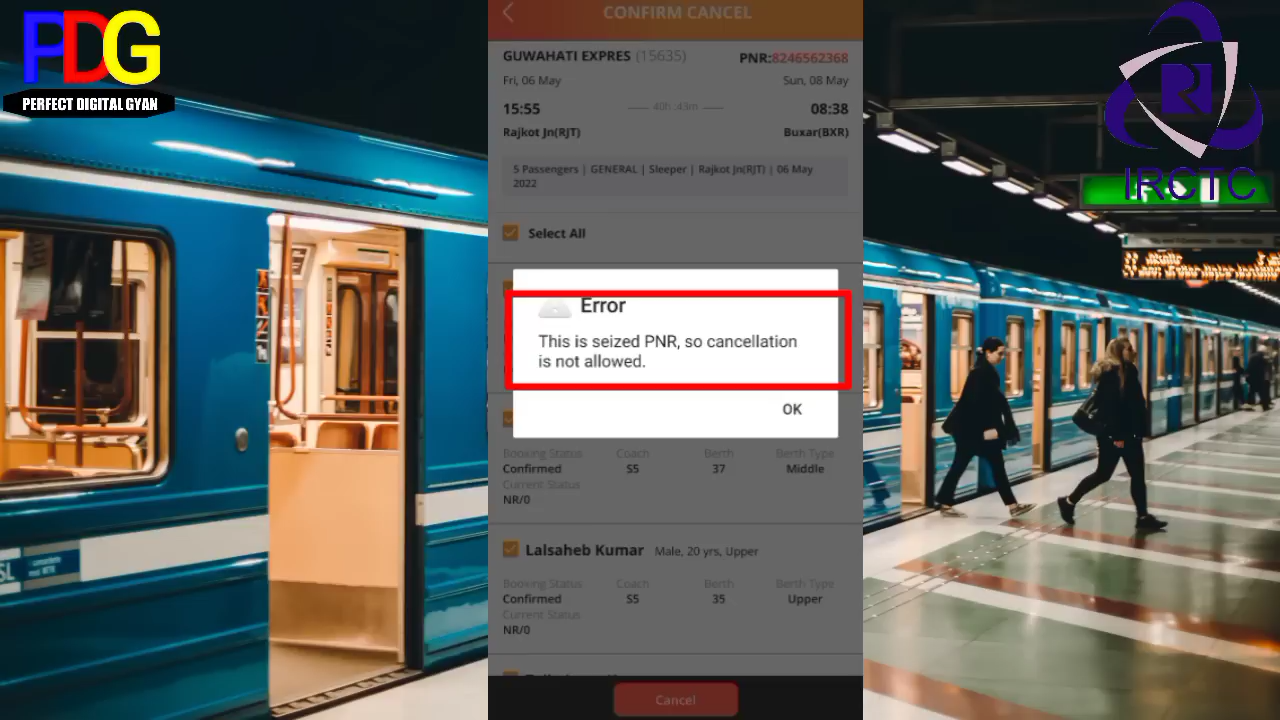 PDG
PERFECT DIGITAL GYAN
CONFIRM CANCEL
GUWAHATI EXPRES (15635)
PNR:8246562368
Fri, 06 May
Sun, 08 May
15:55
40h :43m
08:38
Rajkot Jn(RJT)
Buxar(BXR)
5 Passengers | GENERAL | Sleeper | Rajkot Jn(RJT) | 06 May
2022
Select All
Error
This is seized PNR, so cancellation
is not allowed.
OK
Booking Status Coach Berth Berth Type
Confirmed S5 37 Middle
Current Status
NR/0
Lalsaheb Kumar Male, 20 yrs, Upper
Booking Status Coach Berth Berth Type
Confirmed S5 35 Upper
Current Status
NR/0
Cancel
IRCTC